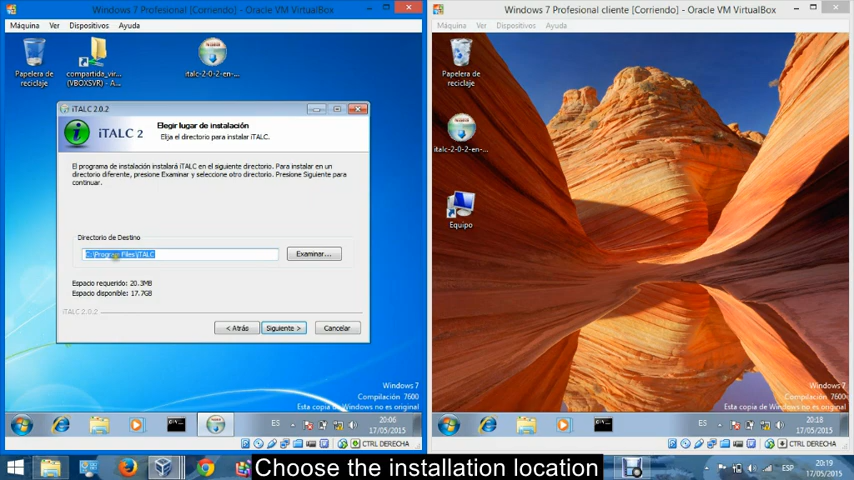 Windows 7 Profesional [Corriendo] - Oracle VM VirtualBox
Máquina Ver Dispositivos Ayuda
Papelera de
reciclaje
compartida_vir...
(VBOXSVR) - A...
italc-2-0-2-en-...
iTALC 2.0.2
iTALC 2
Elegir lugar de instalación
Elija el directorio para instalar iTALC.
El programa de instalación instalará iTALC en el siguiente directorio. Para instalar en un
directorio diferente, presione Examinar y seleccione otro directorio. Presione Siguiente para
continuar.
Directorio de Destino
C:\Program Files\iTALC
Examinar...
Espacio requerido: 20.3MB
Espacio disponible: 17.7GB
iTALC 2.0.2
< Atrás
Siguiente >
Cancelar
Windows 7
Compilación 7600
Esta copia de Windows no es original
ES
20:06
17/05/2015
CTRL DERECHA
Windows 7 Profesional cliente [Corriendo] - Oracle VM VirtualBox
Máquina Ver Dispositivos Ayuda
Papelera de
reciclaje
italc-2-0-2-en-...
Equipo
Windows 7
Compilación 7600
Esta copia de Windows no es original
ES
20:18
17/05/2015
CTRL DERECHA
Choose the installation location
ESP
20:19
17/05/2015